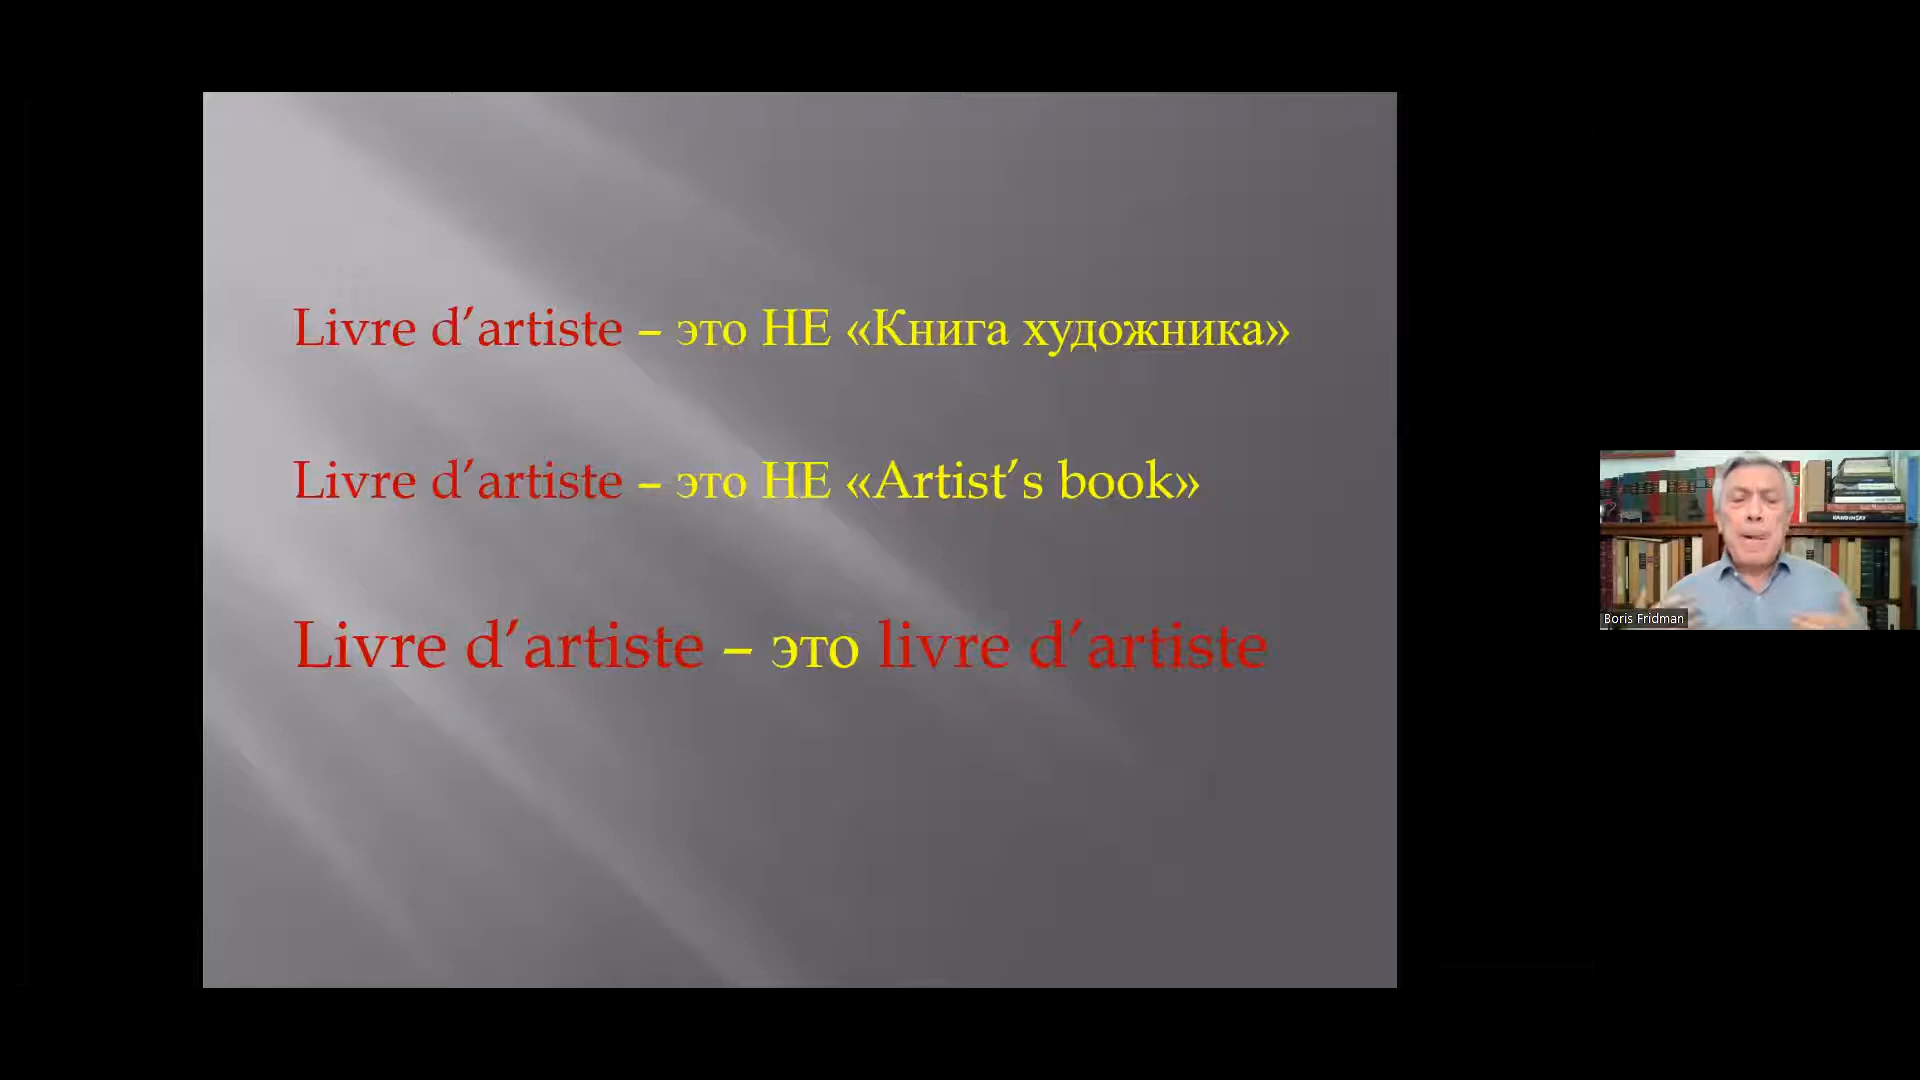 Livre d’artiste – это НЕ «Книга художника»
Livre d’artiste – это НЕ «Artist’s book»
Livre d’artiste – это livre d’artiste
KANDINSKY
Boris Fridman